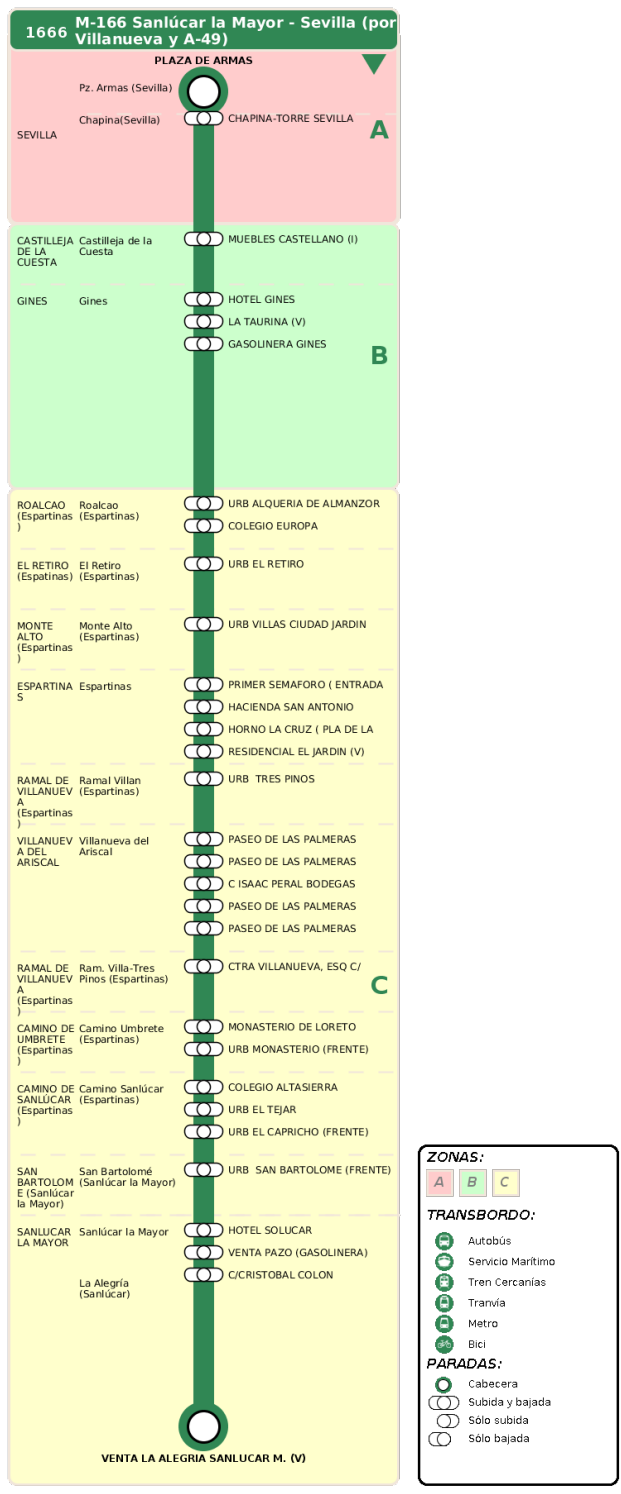 1666
M-166 Sanlúcar la Mayor - Sevilla (por
Villanueva y A-49)
PLAZA DE ARMAS
Pz. Armas (Sevilla)
Chapina(Sevilla)
CHAPINA-TORRE SEVILLA
A
SEVILLA
CASTILLEJA
DE LA
CUESTA
Castilleja de la
Cuesta
MUEBLES CASTELLANO (I)
GINES
Gines
HOTEL GINES
LA TAURINA (V)
GASOLINERA GINES
B
ROALCAO
(Espartinas
)
Roalcao
(Espartinas)
URB ALQUERIA DE ALMANZOR
COLEGIO EUROPA
EL RETIRO
(Espatinas)
El Retiro
(Espartinas)
URB EL RETIRO
MONTE
ALTO
(Espartinas
)
Monte Alto
(Espartinas)
URB VILLAS CIUDAD JARDIN
ESPARTINA
S
Espartinas
PRIMER SEMAFORO ( ENTRADA
HACIENDA SAN ANTONIO
HORNO LA CRUZ ( PLA DE LA
RESIDENCIAL EL JARDIN (V)
RAMAL DE
VILLANUEV
A
(Espartinas
)
Ramal Villan
(Espartinas)
URB  TRES PINOS
VILLANUEV
A DEL
ARISCAL
Villanueva del
Ariscal
PASEO DE LAS PALMERAS
PASEO DE LAS PALMERAS
C ISAAC PERAL BODEGAS
PASEO DE LAS PALMERAS
PASEO DE LAS PALMERAS
RAMAL DE
VILLANUEV
A
(Espartinas
)
Ram. Villa-Tres
Pinos (Espartinas)
CTRA VILLANUEVA, ESQ C/
C
CAMINO DE
UMBRETE
(Espartinas
)
Camino Umbrete
(Espartinas)
MONASTERIO DE LORETO
URB MONASTERIO (FRENTE)
CAMINO DE
SANLÚCAR
(Espartinas
)
Camino Sanlúcar
(Espartinas)
COLEGIO ALTASIERRA
URB EL TEJAR
URB EL CAPRICHO (FRENTE)
SAN
BARTOLOM
E (Sanlúcar
la Mayor)
San Bartolomé
(Sanlúcar la Mayor)
URB  SAN BARTOLOME (FRENTE)
SANLUCAR
LA MAYOR
Sanlúcar la Mayor
HOTEL SOLUCAR
VENTA PAZO (GASOLINERA)
C/CRISTOBAL COLON
La Alegría
(Sanlúcar)
VENTA LA ALEGRIA SANLUCAR M. (V)
ZONAS:
A B C
TRANSBORDO:
Autobús
Servicio Marítimo
Tren Cercanías
Tranvía
Metro
Bici
PARADAS:
Cabecera
Subida y bajada
Sólo subida
Sólo bajada